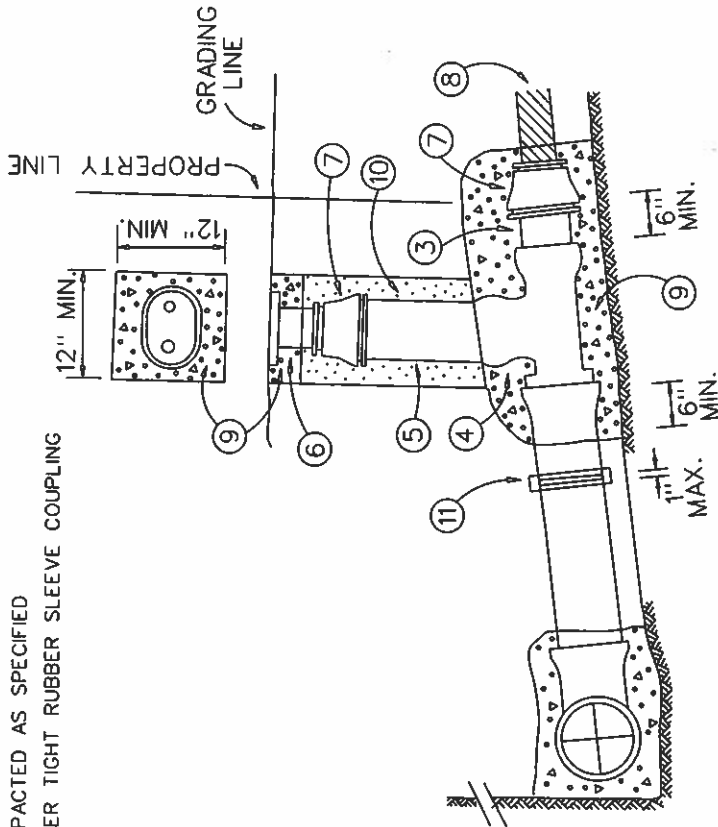 PACTED AS SPECIFIED
ER TIGHT RUBBER SLEEVE COUPLING
12" MIN.
12" MIN.
PROPERTY LINE
GRADING
LINE
9
7
10
6
5
4
3
7
8
11
9
6" MIN.
6" MIN.
1" MAX.